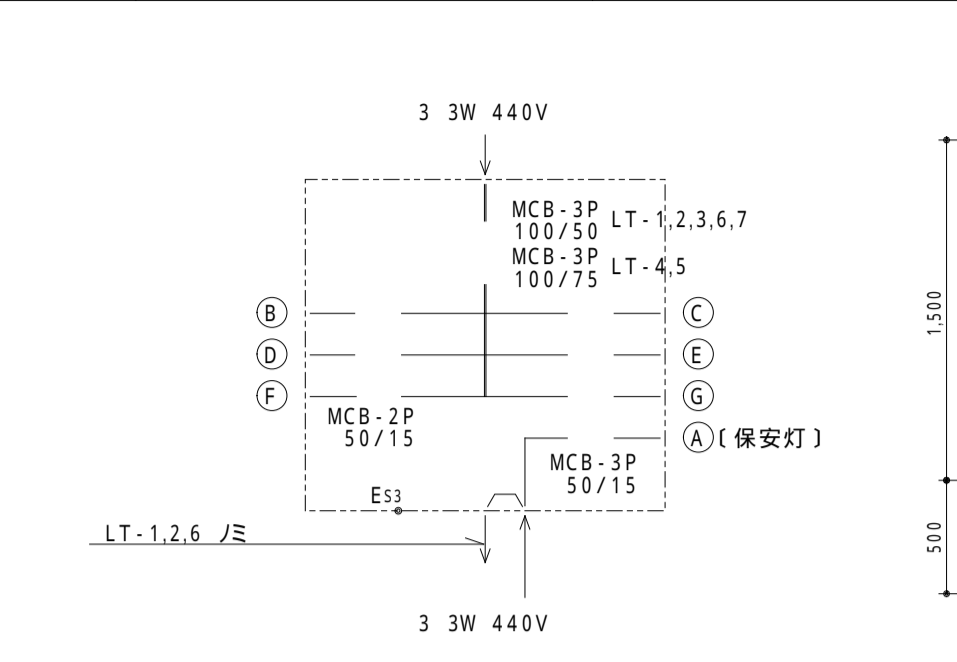 3 3W 440V
MCB-3P
100/50
LT-1,2,3,6,7
MCB-3P
100/75
LT-4,5
B
C
D
E
F
G
MCB-2P
50/15
A〔保安灯〕
MCB-3P
50/15
ES3
LT-1,2,6 ノミ
3 3W 440V
1,500
500